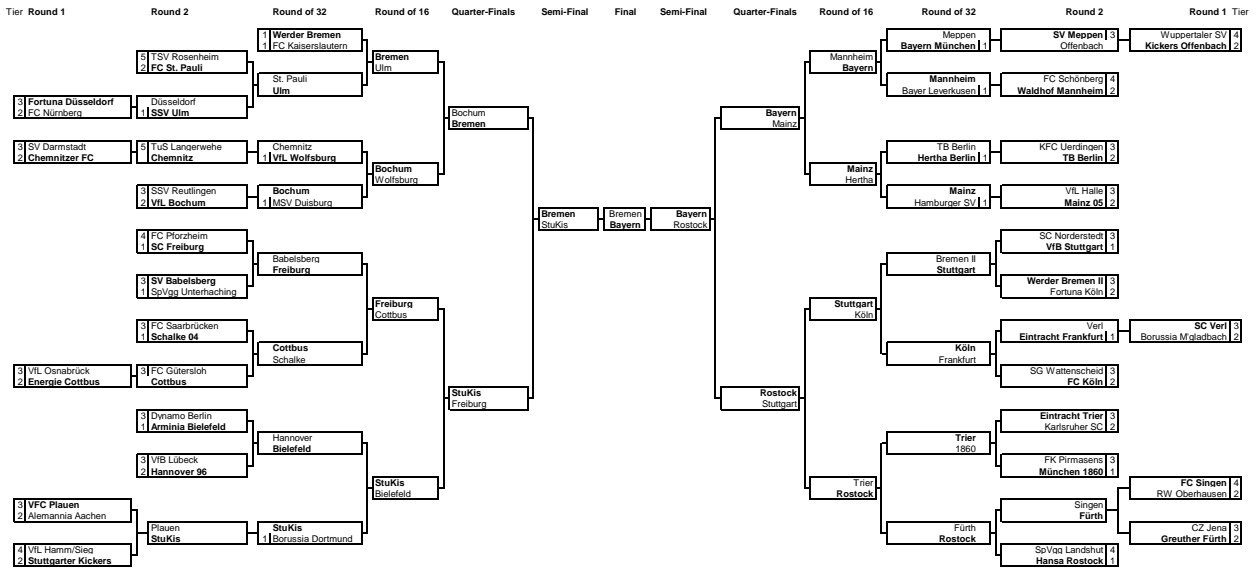 Tier Round 1 Round 2 Round of 32 Round of 16 Quarter-Finals Semi-Final Final Semi-Final Quarter-Finals Round of 16 Round of 32 Round 2 Round 1 Tier
1 Werder Bremen
1 FC Kaiserslautern
5 TSV Rosenheim
2 FC St. Pauli
Bremen
Ulm
St. Pauli
Ulm
3 Fortuna Düsseldorf
2 FC Nürnberg
Düsseldorf
1 SSV Ulm
Bochum
Bremen
3 SV Darmstadt
2 Chemnitzer FC
5 TuS Langerwehe
Chemnitz
Chemnitz
1 VfL Wolfsburg
Bochum
Wolfsburg
3 SSV Reutlingen
2 VfL Bochum
Bochum
1 MSV Duisburg
Bremen
StuKis
Bremen
Bayern
Bayern
Rostock
4 FC Pforzheim
1 SC Freiburg
Babelsberg
Freiburg
3 SV Babelsberg
1 SpVgg Unterhaching
Freiburg
Cottbus
3 FC Saarbrücken
1 Schalke 04
Cottbus
Schalke
3 VfL Osnabrück
2 Energie Cottbus
3 FC Gütersloh
Cottbus
StuKis
Freiburg
3 Dynamo Berlin
1 Arminia Bielefeld
Hannover
Bielefeld
3 VfB Lübeck
2 Hannover 96
StuKis
Bielefeld
3 VFC Plauen
2 Alemannia Aachen
Plauen
StuKis
StuKis
1 Borussia Dortmund
4 VfL Hamm/Sieg
2 Stuttgarter Kickers
Meppen
Bayern München 1
SV Meppen 3
Offenbach
Wuppertaler SV 4
Kickers Offenbach 2
Mannheim
Bayern
Mannheim
Bayer Leverkusen 1
FC Schönberg 4
Waldhof Mannheim 2
Bayern
Mainz
TB Berlin
Hertha Berlin 1
KFC Uerdingen 3
TB Berlin 2
Mainz
Hertha
Mainz
Hamburger SV 1
VfL Halle 3
Mainz 05 2
SC Norderstedt 3
VfB Stuttgart 1
Bremen II
Stuttgart
Werder Bremen II 3
Fortuna Köln 2
Stuttgart
Köln
Verl
Eintracht Frankfurt 1
SC Verl 3
Borussia M'gladbach 2
Köln
Frankfurt
SG Wattenscheid 3
FC Köln 2
Rostock
Stuttgart
Eintracht Trier 3
Karlsruher SC 2
Trier
1860
FK Pirmasens 3
München 1860 1
Trier
Rostock
FC Singen 4
RW Oberhausen 2
Singen
Fürth
Fürth
Rostock
CZ Jena 3
Greuther Fürth 2
SpVgg Landshut 4
Hansa Rostock 1